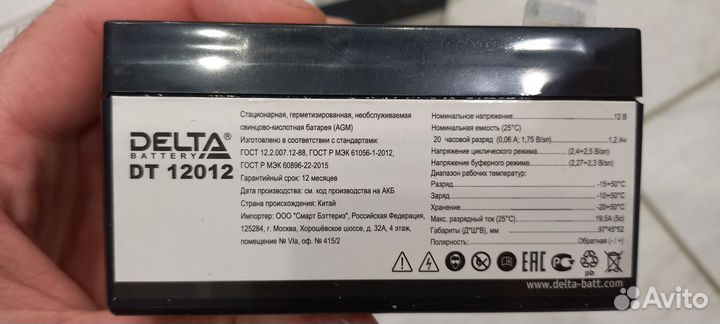 DELTA®
BATTERY
DT 12012
Стационарная, герметизированная, необслуживаемая
свинцово-кислотная батарея (AGM)
Изготовлено в соответствии с стандартами:
ГОСТ 12.2.007.12-88, ГОСТ Р МЭК 61056-1-2012,
ГОСТ Р МЭК 60896-22-2015
Гарантийный срок: 12 месяцев
Дата производства: см. код производства на АКБ
Страна происхождения: Китай
Импортер: ООО "Смарт Бэттериз", Российская Федерация,
125284, г. Москва, Хорошёвское шоссе, д. 32А, 4 этаж,
помещение № VIа, оф. № 415/2
Номинальное напряжение 12 В
Номинальная емкость (25°С)
20 часовой разряд (0,06 А; 1,75 В/эл) 1,2 Ач
Напряжение циклического режима (2,4÷2,5 В/эл)
Напряжение буферного режима (2,27÷2,3 В/эл)
Диапазон рабочих температур:
Разряд -15÷50°С
Заряд -10÷50°С
Хранение -20÷50°С
Макс. разрядный ток (25°С) 19,5А (5с)
Габариты (Д*Ш*В), мм 97*45*52
Полярность: Обратная (- / +)
EAC
pb
www.delta-batt.com
Avito